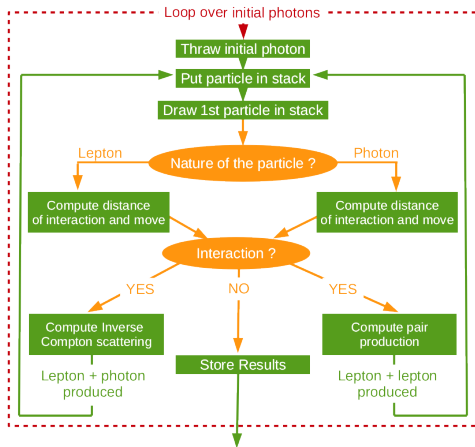 Loop over initial photons
Thraw initial photon
Put particle in stack
Draw 1st particle in stack
Lepton
Nature of the particle ?
Photon
Compute distance
of interaction and move
Compute distance
of interaction and move
Interaction ?
YES
NO
YES
Compute Inverse
Compton scattering
Compute pair
production
Store Results
Lepton + photon
produced
Lepton + lepton
produced